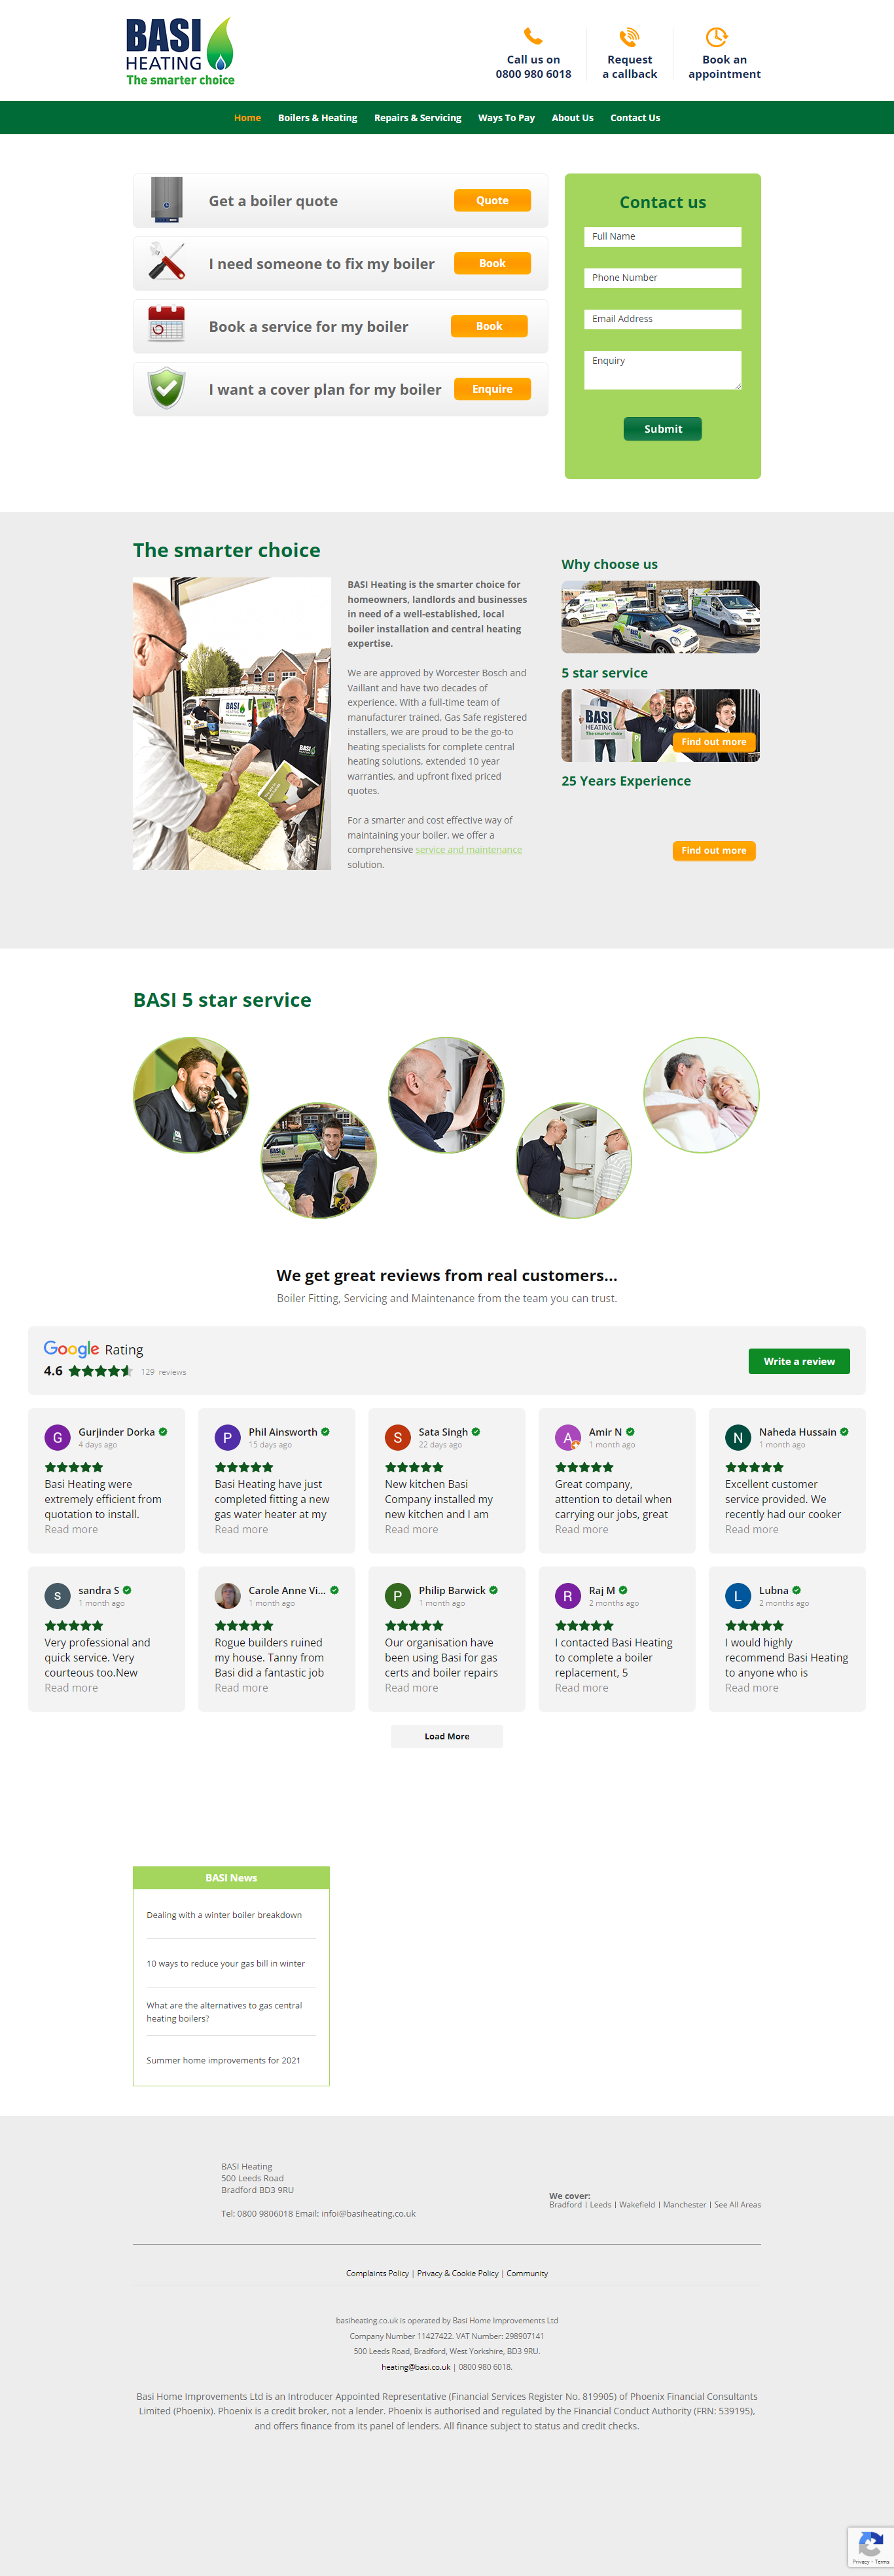 BASI
HEATING
The smarter choice
Call us on
0800 980 6018
Request
a callback
Book an
appointment
Home Boilers & Heating Repairs & Servicing Ways To Pay About Us Contact Us
Get a boiler quote
Quote
I need someone to fix my boiler
Book
Book a service for my boiler
Book
I want a cover plan for my boiler
Enquire
Contact us
Full Name
Phone Number
Email Address
Enquiry
Submit
The smarter choice
BASI Heating is the smarter choice for
homeowners, landlords and businesses
in need of a well-established, local
boiler installation and central heating
expertise.
We are approved by Worcester Bosch and
Vaillant and have two decades of
experience. With a full-time team of
manufacturer trained, Gas Safe registered
installers, we are proud to be the go-to
heating specialists for complete central
heating solutions, extended 10 year
warranties, and upfront fixed priced
quotes.
For a smarter and cost effective way of
maintaining your boiler, we offer a
comprehensive service and maintenance
solution.
Why choose us
5 star service
BASI
HEATING
The smarter choice
Find out more
25 Years Experience
Find out more
BASI 5 star service
We get great reviews from real customers...
Boiler Fitting, Servicing and Maintenance from the team you can trust.
Google Rating
4.6 129 reviews
Write a review
G Gurjinder Dorka
4 days ago
Basi Heating were
extremely efficient from
quotation to install.
Read more
P Phil Ainsworth
15 days ago
Basi Heating have just
completed fitting a new
gas water heater at my
Read more
S Sata Singh
22 days ago
New kitchen Basi
Company installed my
new kitchen and I am
Read more
A Amir N
1 month ago
Great company,
attention to detail when
carrying our jobs, great
Read more
N Naheda Hussain
1 month ago
Excellent customer
service provided. We
recently had our cooker
Read more
s sandra S
1 month ago
Very professional and
quick service. Very
courteous too.New
Read more
Carole Anne Vi...
1 month ago
Rogue builders ruined
my house. Tanny from
Basi did a fantastic job
Read more
P Philip Barwick
1 month ago
Our organisation have
been using Basi for gas
certs and boiler repairs
Read more
R Raj M
2 months ago
I contacted Basi Heating
to complete a boiler
replacement, 5
Read more
L Lubna
2 months ago
I would highly
recommend Basi Heating
to anyone who is
Read more
Load More
BASI News
Dealing with a winter boiler breakdown
10 ways to reduce your gas bill in winter
What are the alternatives to gas central
heating boilers?
Summer home improvements for 2021
BASI Heating
500 Leeds Road
Bradford BD3 9RU
Tel: 0800 9806018 Email: infoi@basiheating.co.uk
We cover:
Bradford | Leeds | Wakefield | Manchester | See All Areas
Complaints Policy | Privacy & Cookie Policy | Community
basiheating.co.uk is operated by Basi Home Improvements Ltd
Company Number 11427422. VAT Number: 298907141
500 Leeds Road, Bradford, West Yorkshire, BD3 9RU.
heating@basi.co.uk | 0800 980 6018.
Basi Home Improvements Ltd is an Introducer Appointed Representative (Financial Services Register No. 819905) of Phoenix Financial Consultants
Limited (Phoenix). Phoenix is a credit broker, not a lender. Phoenix is authorised and regulated by the Financial Conduct Authority (FRN: 539195),
and offers finance from its panel of lenders. All finance subject to status and credit checks.
Privacy - Terms